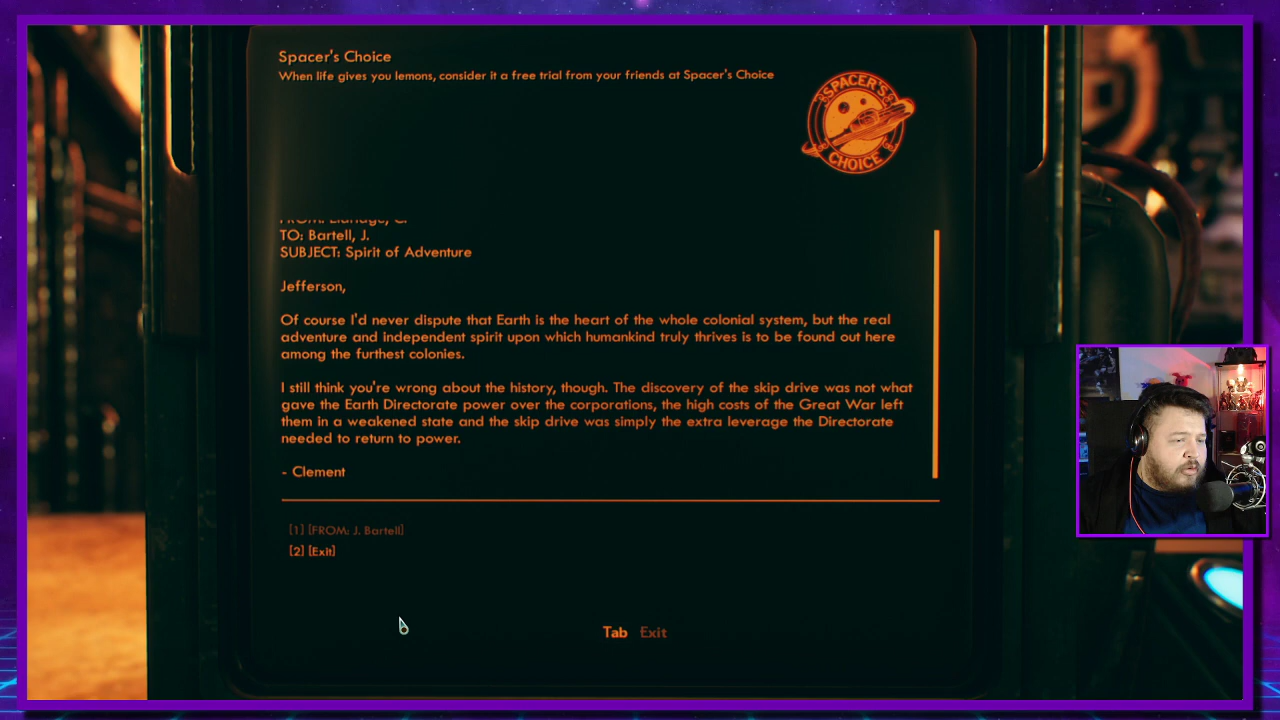 Spacer's Choice
When life gives you lemons, consider it a free trial from your friends at Spacer's Choice
SPACER'S
CHOICE
FROM: Eldridge, C.
TO: Bartell, J.
SUBJECT: Spirit of Adventure
Jefferson,
Of course I'd never dispute that Earth is the heart of the whole colonial system, but the real
adventure and independent spirit upon which humankind truly thrives is to be found out here
among the furthest colonies.
I still think you're wrong about the history, though. The discovery of the skip drive was not what
gave the Earth Directorate power over the corporations, the high costs of the Great War left
them in a weakened state and the skip drive was simply the extra leverage the Directorate
needed to return to power.
- Clement
[1] [FROM: J. Bartell]
[2] [Exit]
Tab Exit